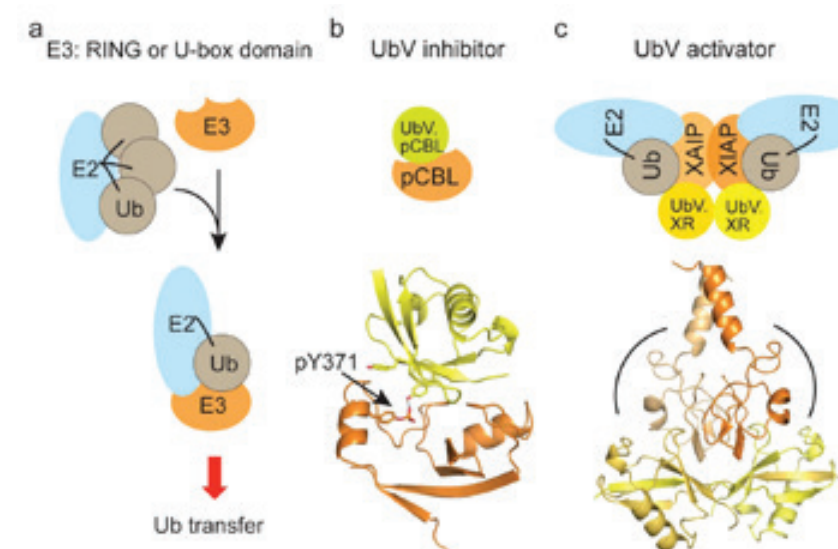 a
E3: RING or U-box domain
E2
E3
Ub
E2
Ub
E3
Ub transfer
b
UbV inhibitor
UbV.
pCBL
pCBL
pY371
c
UbV activator
E2
Ub
XAIP
XIAP
Ub
E2
UbV.
XR
UbV.
XR